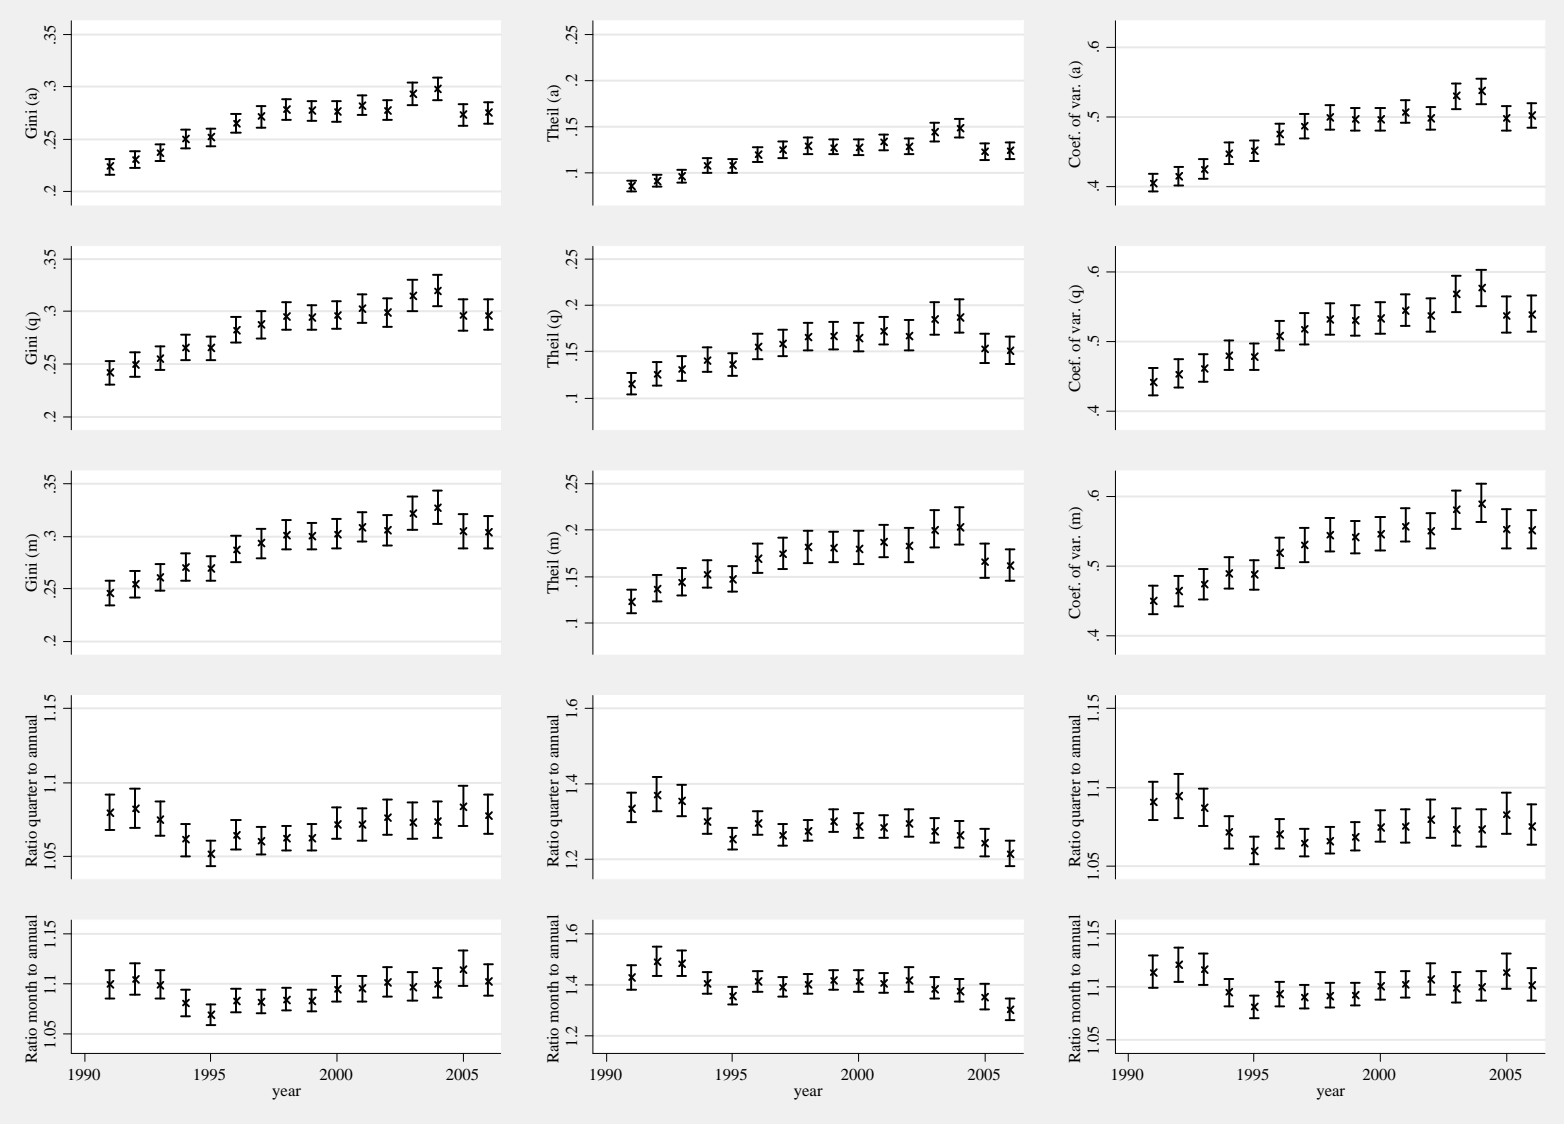 Gini (a)
.2 .25 .3 .35
Theil (a)
.1 .15 .2 .25
Coef. of var. (a)
.4 .5 .6
Gini (q)
.2 .25 .3 .35
Theil (q)
.1 .15 .2 .25
Coef. of var. (q)
.4 .5 .6
Gini (m)
.2 .25 .3 .35
Theil (m)
.1 .15 .2 .25
Coef. of var. (m)
.4 .5 .6
Ratio quarter to annual
1.05 1.1 1.15
Ratio quarter to annual
1.2 1.4 1.6
Ratio quarter to annual
1.05 1.1 1.15
Ratio month to annual
1.05 1.1 1.15
1990 1995 2000 2005
year
Ratio month to annual
1.2 1.4 1.6
1990 1995 2000 2005
year
Ratio month to annual
1.05 1.1 1.15
1990 1995 2000 2005
year